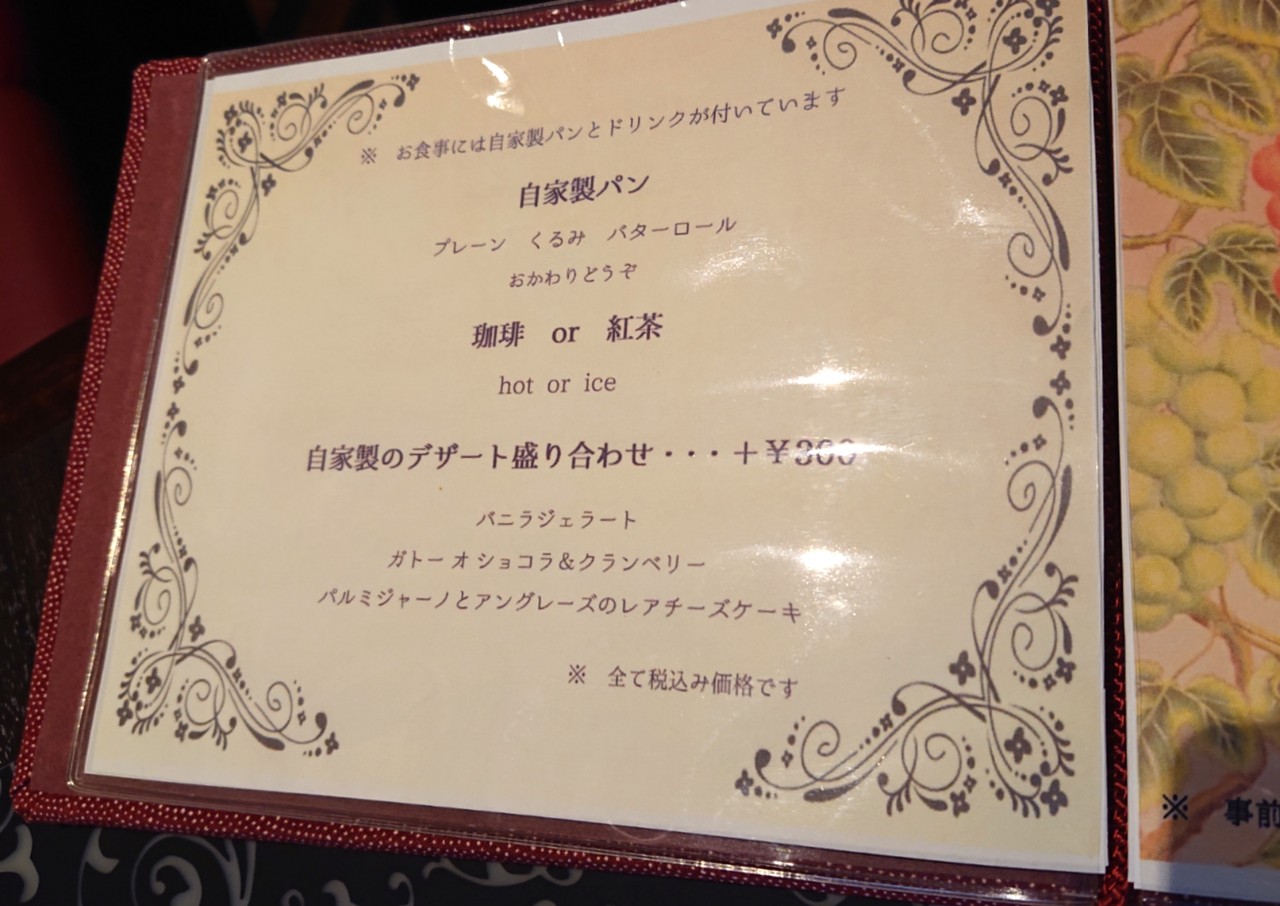 ※ お食事には自家製パンとドリンクが付いています
自家製パン
プレーン くるみ バターロール
おかわりどうぞ
珈琲 or 紅茶
hot or ice
自家製のデザート盛り合わせ・・・＋￥300
バニラジェラート
ガトー オ ショコラ＆クランベリー
パルミジャーノとアングレーズのレアチーズケーキ
※ 全て税込み価格です
※ 事前